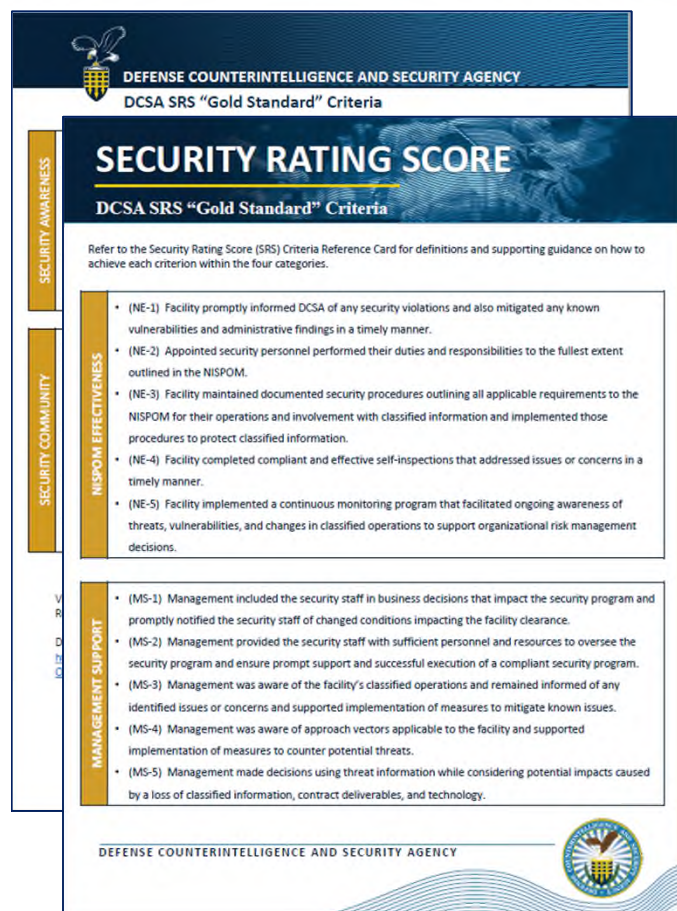 DEFENSE COUNTERINTELLIGENCE AND SECURITY AGENCY
DCSA SRS “Gold Standard” Criteria
SECURITY AWARENESS
SECURITY COMMUNITY
SECURITY RATING SCORE
DCSA SRS “Gold Standard” Criteria
Refer to the Security Rating Score (SRS) Criteria Reference Card for definitions and supporting guidance on how to
achieve each criterion within the four categories.
NISPOM EFFECTIVENESS
• (NE-1) Facility promptly informed DCSA of any security violations and also mitigated any known
vulnerabilities and administrative findings in a timely manner.
• (NE-2) Appointed security personnel performed their duties and responsibilities to the fullest extent
outlined in the NISPOM.
• (NE-3) Facility maintained documented security procedures outlining all applicable requirements to the
NISPOM for their operations and involvement with classified information and implemented those
procedures to protect classified information.
• (NE-4) Facility completed compliant and effective self-inspections that addressed issues or concerns in a
timely manner.
• (NE-5) Facility implemented a continuous monitoring program that facilitated ongoing awareness of
threats, vulnerabilities, and changes in classified operations to support organizational risk management
decisions.
MANAGEMENT SUPPORT
• (MS-1) Management included the security staff in business decisions that impact the security program and
promptly notified the security staff of changed conditions impacting the facility clearance.
• (MS-2) Management provided the security staff with sufficient personnel and resources to oversee the
security program and ensure prompt support and successful execution of a compliant security program.
• (MS-3) Management was aware of the facility’s classified operations and remained informed of any
identified issues or concerns and supported implementation of measures to mitigate known issues.
• (MS-4) Management was aware of approach vectors applicable to the facility and supported
implementation of measures to counter potential threats.
• (MS-5) Management made decisions using threat information while considering potential impacts caused
by a loss of classified information, contract deliverables, and technology.
DEFENSE COUNTERINTELLIGENCE AND SECURITY AGENCY